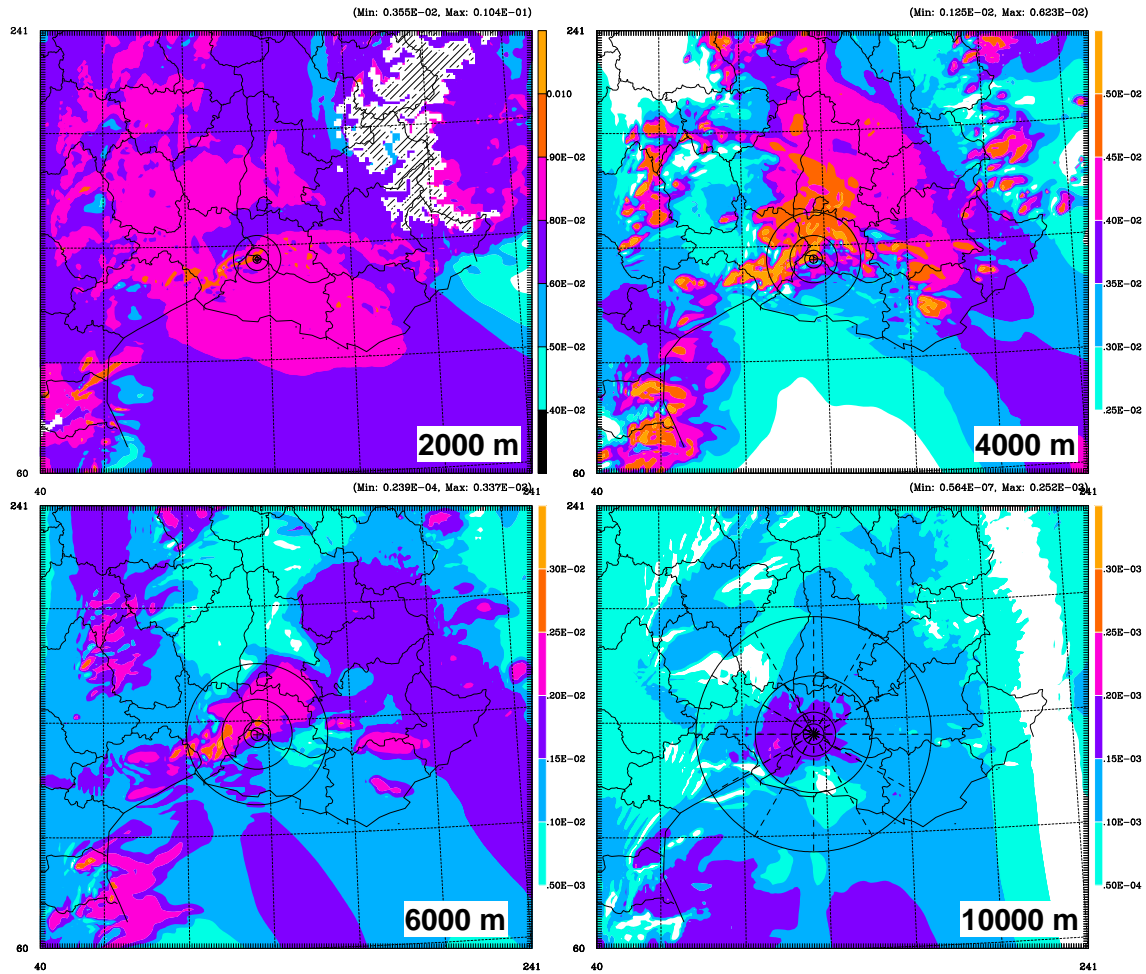 (Min: 0.355E-02, Max: 0.104E-01)
(Min: 0.125E-02, Max: 0.623E-02)
241
241
0.010
.90E-02
.80E-02
.60E-02
.50E-02
.40E-02
.50E-02
.45E-02
.40E-02
.35E-02
.30E-02
.25E-02
2000 m
4000 m
60
60
40
241
40
241
(Min: 0.239E-04, Max: 0.337E-02)
(Min: 0.564E-07, Max: 0.252E-03)
241
241
.30E-02
.25E-02
.20E-02
.15E-02
.10E-02
.50E-03
.30E-03
.25E-03
.20E-03
.15E-03
.10E-03
.50E-04
6000 m
10000 m
60
60
40
241
40
241